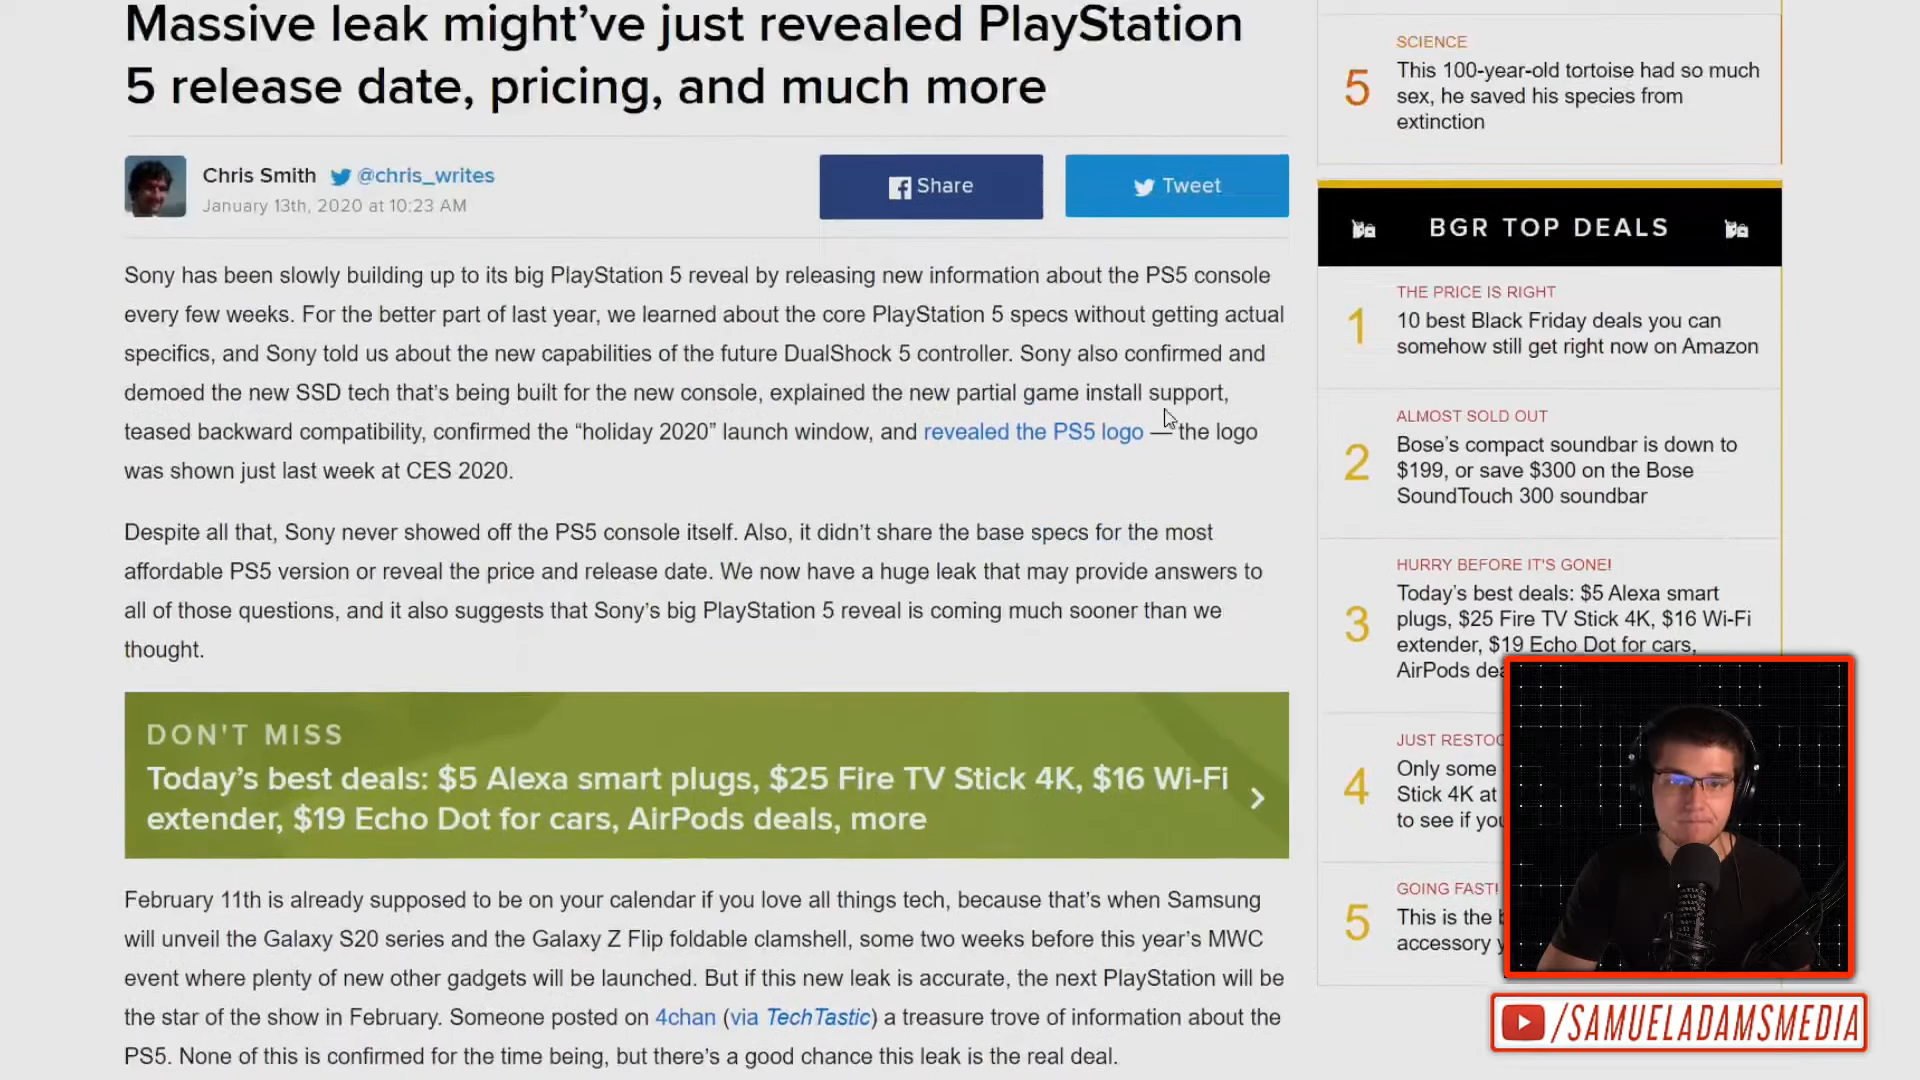 Massive leak might've just revealed PlayStation
5 release date, pricing, and much more
Chris Smith @chris_writes
January 13th, 2020 at 10:23 AM
Share
Tweet
Sony has been slowly building up to its big PlayStation 5 reveal by releasing new information about the PS5 console
every few weeks. For the better part of last year, we learned about the core PlayStation 5 specs without getting actual
specifics, and Sony told us about the new capabilities of the future DualShock 5 controller. Sony also confirmed and
demoed the new SSD tech that's being built for the new console, explained the new partial game install support,
teased backward compatibility, confirmed the “holiday 2020” launch window, and revealed the PS5 logo — the logo
was shown just last week at CES 2020.
Despite all that, Sony never showed off the PS5 console itself. Also, it didn't share the base specs for the most
affordable PS5 version or reveal the price and release date. We now have a huge leak that may provide answers to
all of those questions, and it also suggests that Sony's big PlayStation 5 reveal is coming much sooner than we
thought.
DON'T MISS
Today's best deals: $5 Alexa smart plugs, $25 Fire TV Stick 4K, $16 Wi-Fi
extender, $19 Echo Dot for cars, AirPods deals, more
February 11th is already supposed to be on your calendar if you love all things tech, because that's when Samsung
will unveil the Galaxy S20 series and the Galaxy Z Flip foldable clamshell, some two weeks before this year's MWC
event where plenty of new other gadgets will be launched. But if this new leak is accurate, the next PlayStation will be
the star of the show in February. Someone posted on 4chan (via TechTastic) a treasure trove of information about the
PS5. None of this is confirmed for the time being, but there's a good chance this leak is the real deal.
SCIENCE
5
This 100-year-old tortoise had so much
sex, he saved his species from
extinction
BGR TOP DEALS
THE PRICE IS RIGHT
1
10 best Black Friday deals you can
somehow still get right now on Amazon
ALMOST SOLD OUT
2
Bose's compact soundbar is down to
$199, or save $300 on the Bose
SoundTouch 300 soundbar
HURRY BEFORE IT'S GONE!
3
Today's best deals: $5 Alexa smart
plugs, $25 Fire TV Stick 4K, $16 Wi-Fi
extender, $19 Echo Dot for cars,
AirPods
JUST
4
Only some
Stick 4K at
to see if
GOING FAST!
5
This is the
accessory
/SAMUELADAMSMEDIA